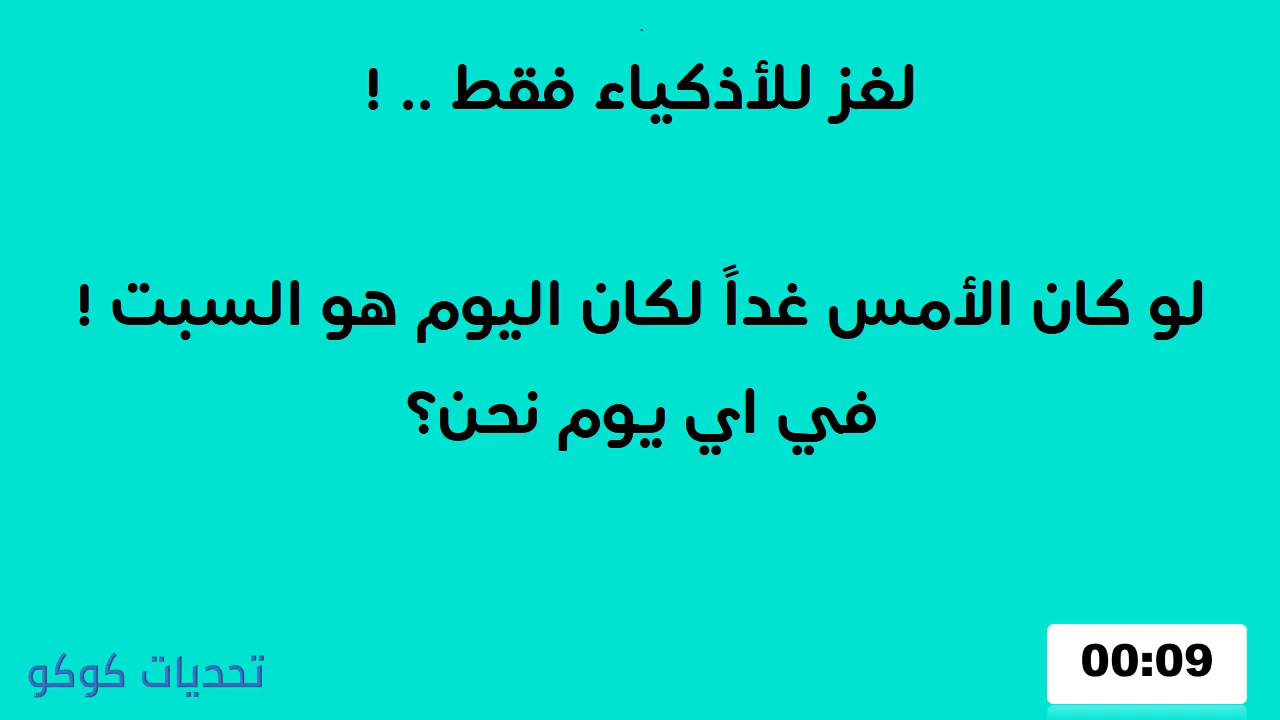 لغز للأذكياء فقط .. !
لو كان الأمس غداً لكان اليوم هو السبت !
في اي يوم نحن؟
تحديات كوكو
00:09